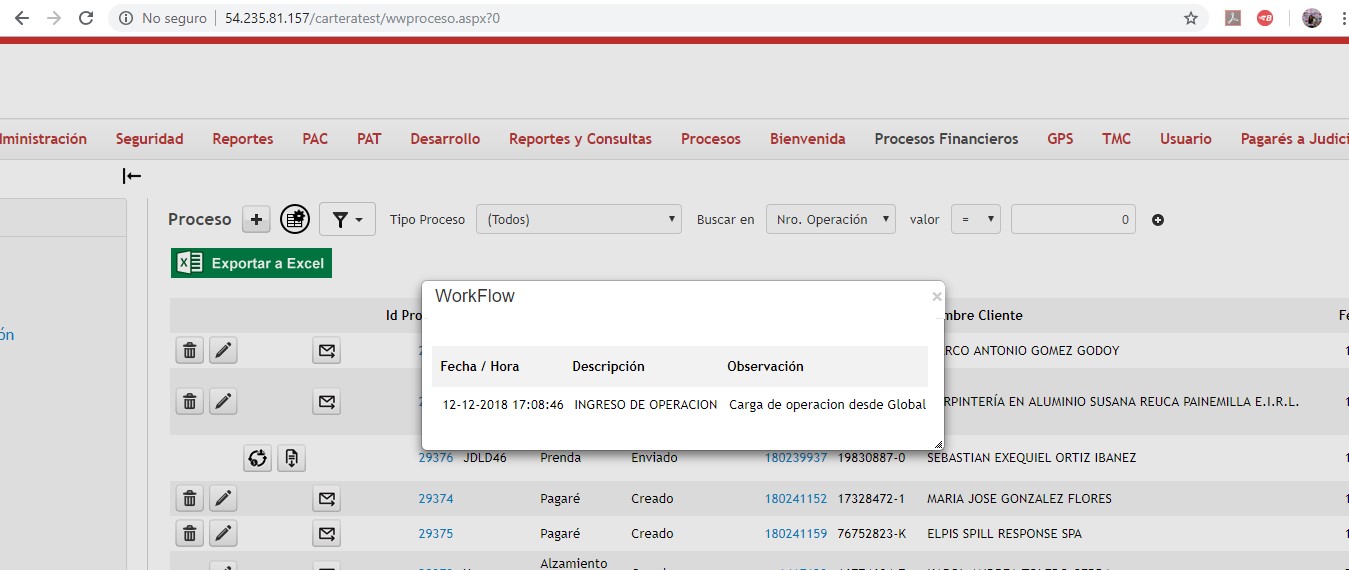 No seguro | 54.235.81.157/carteratest/wwproceso.aspx?0
dministración Seguridad Reportes PAC PAT Desarrollo Reportes y Consultas Procesos Bienvenida Procesos Financieros GPS TMC Usuario Pagarés a Judici
Proceso Tipo Proceso (Todos) Buscar en Nro. Operación valor = 0
Exportar a Excel
WorkFlow ×
Id Pro mbre Cliente Fe
ón
RCO ANTONIO GOMEZ GODOY
Fecha / Hora Descripción Observación
12-12-2018 17:08:46 INGRESO DE OPERACION Carga de operacion desde Global
RPINTERÍA EN ALUMINIO SUSANA REUCA PAINEMILLA E.I.R.L.
29376 JDLD46 Prenda Enviado 180239937 19830887-0 SEBASTIAN EXEQUIEL ORTIZ IBANEZ
29374 Pagaré Creado 180241152 17328472-1 MARIA JOSE GONZALEZ FLORES
29375 Pagaré Creado 180241159 76752823-K ELPIS SPILL RESPONSE SPA
Alzamiento